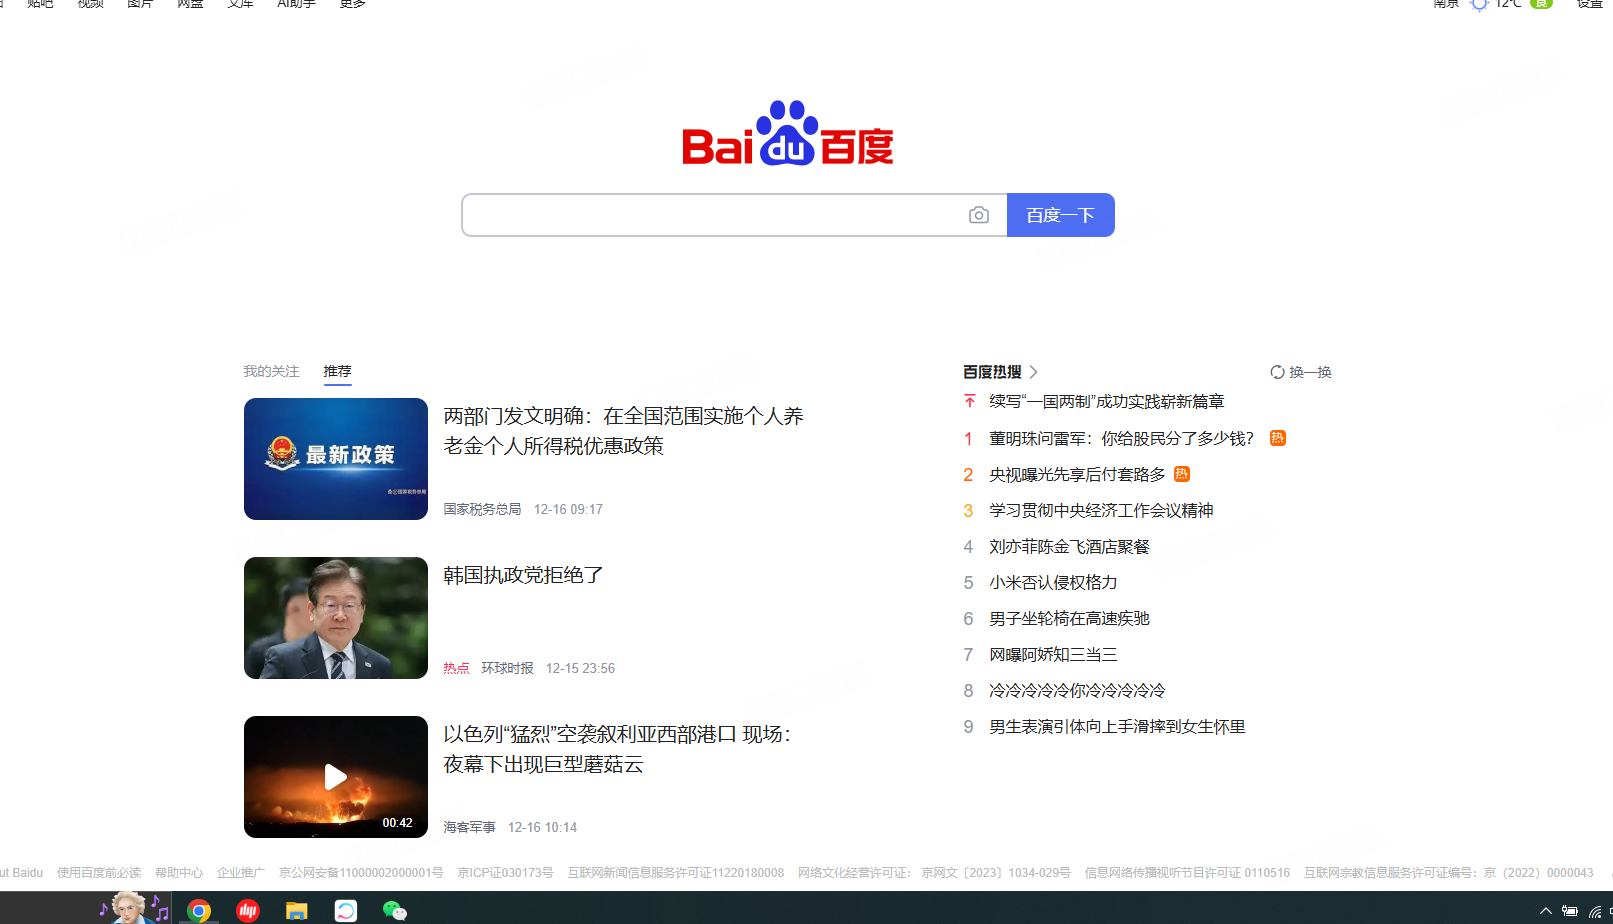 贴吧 视频 图片 网盘 文库 AI助手 更多
南京 12℃ 良 设置
Bai du 百度
百度一下
我的关注 推荐
两部门发文明确：在全国范围实施个人养
老金个人所得税优惠政策
最新政策
国家税务总局 12-16 09:17
韩国执政党拒绝了
热点 环球时报 12-15 23:56
以色列“猛烈”空袭叙利亚西部港口 现场：
夜幕下出现巨型蘑菇云
00:42
海客军事 12-16 10:14
百度热搜
换一换
续写“一国两制”成功实践崭新篇章
1 董明珠问雷军：你给股民分了多少钱？ 热
2 央视曝光先享后付套路多 热
3 学习贯彻中央经济工作会议精神
4 刘亦菲陈金飞酒店聚餐
5 小米否认侵权格力
6 男子坐轮椅在高速疾驰
7 网曝阿娇知三当三
8 冷冷冷冷冷你冷冷冷冷冷
9 男生表演引体向上手滑摔到女生怀里
ut Baidu 使用百度前必读 帮助中心 企业推广 京公网安备11000002000001号 京ICP证030173号 互联网新闻信息服务许可证11220180008 网络文化经营许可证： 京网文〔2023〕1034-029号 信息网络传播视听节目许可证 0110516 互联网宗教信息服务许可证编号：京（2022）0000043